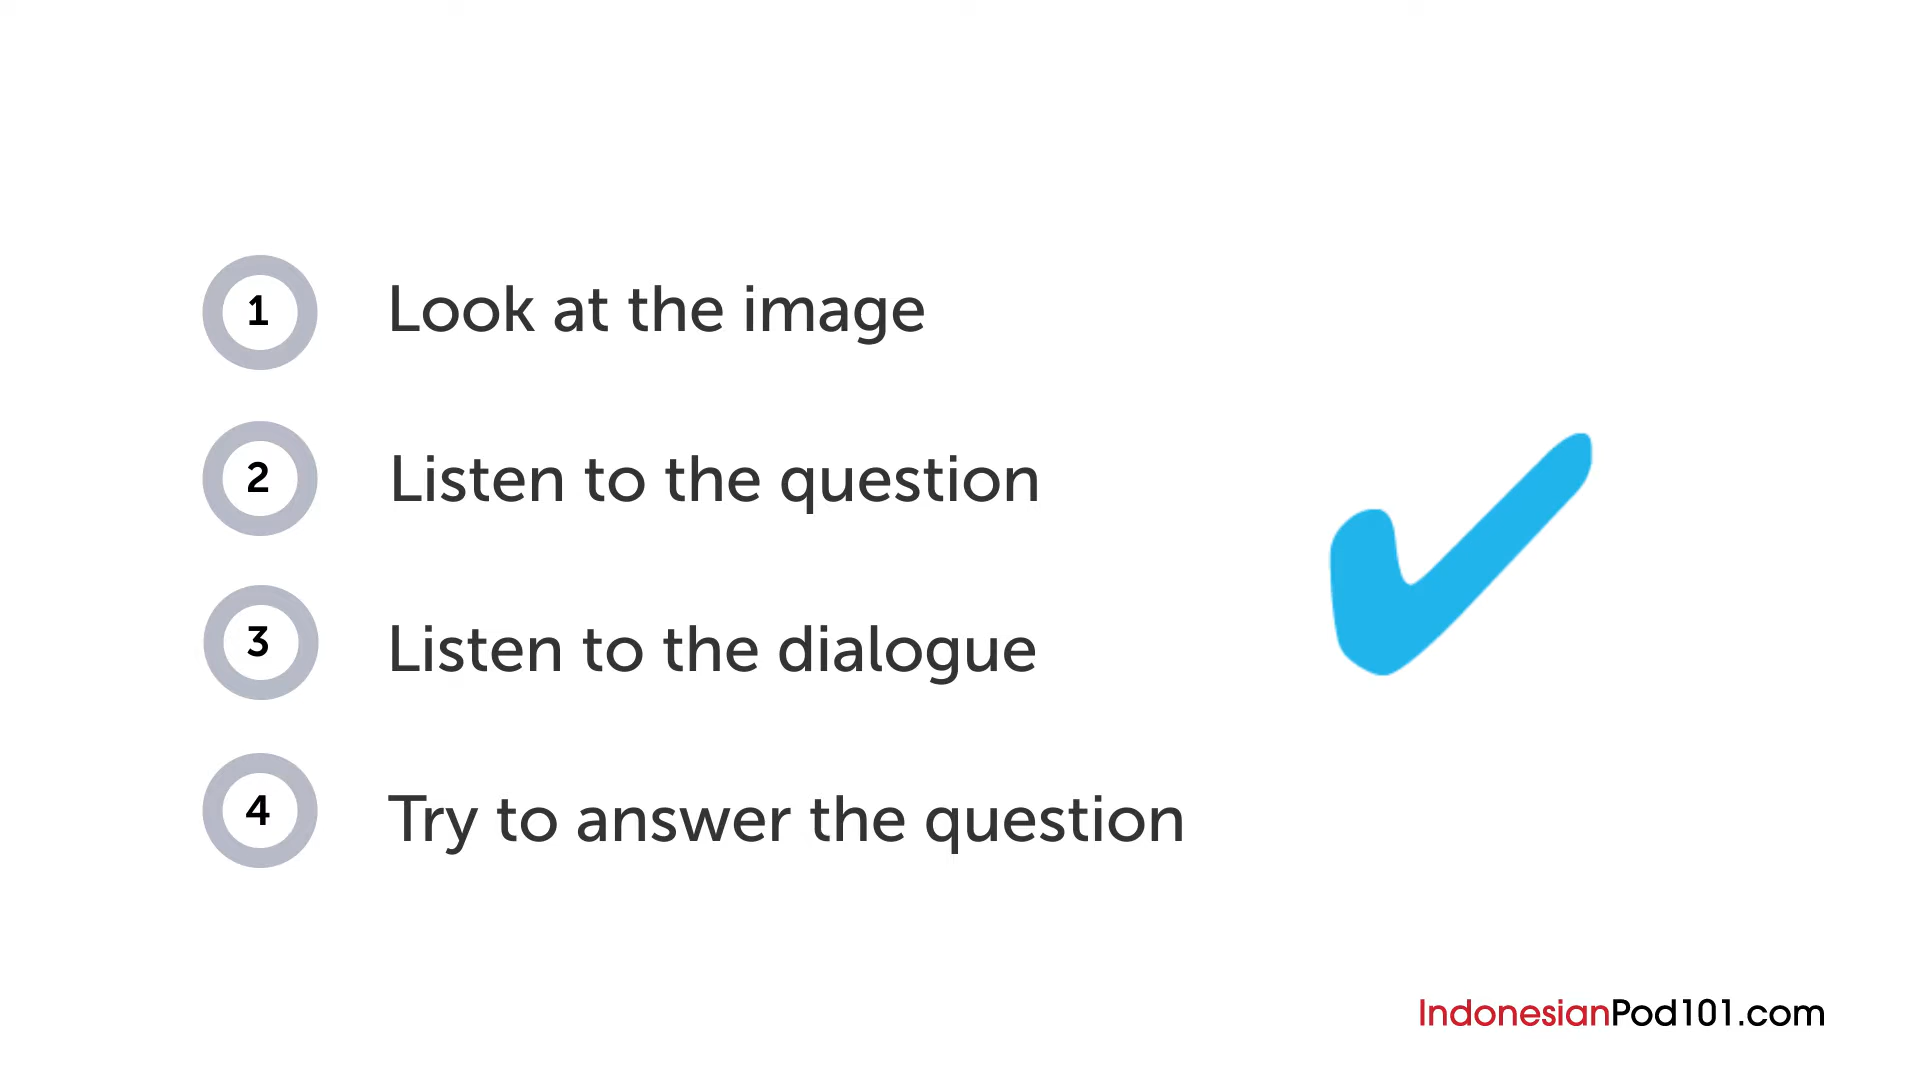 1 Look at the image
2 Listen to the question
3 Listen to the dialogue
4 Try to answer the question
IndonesianPod101.com